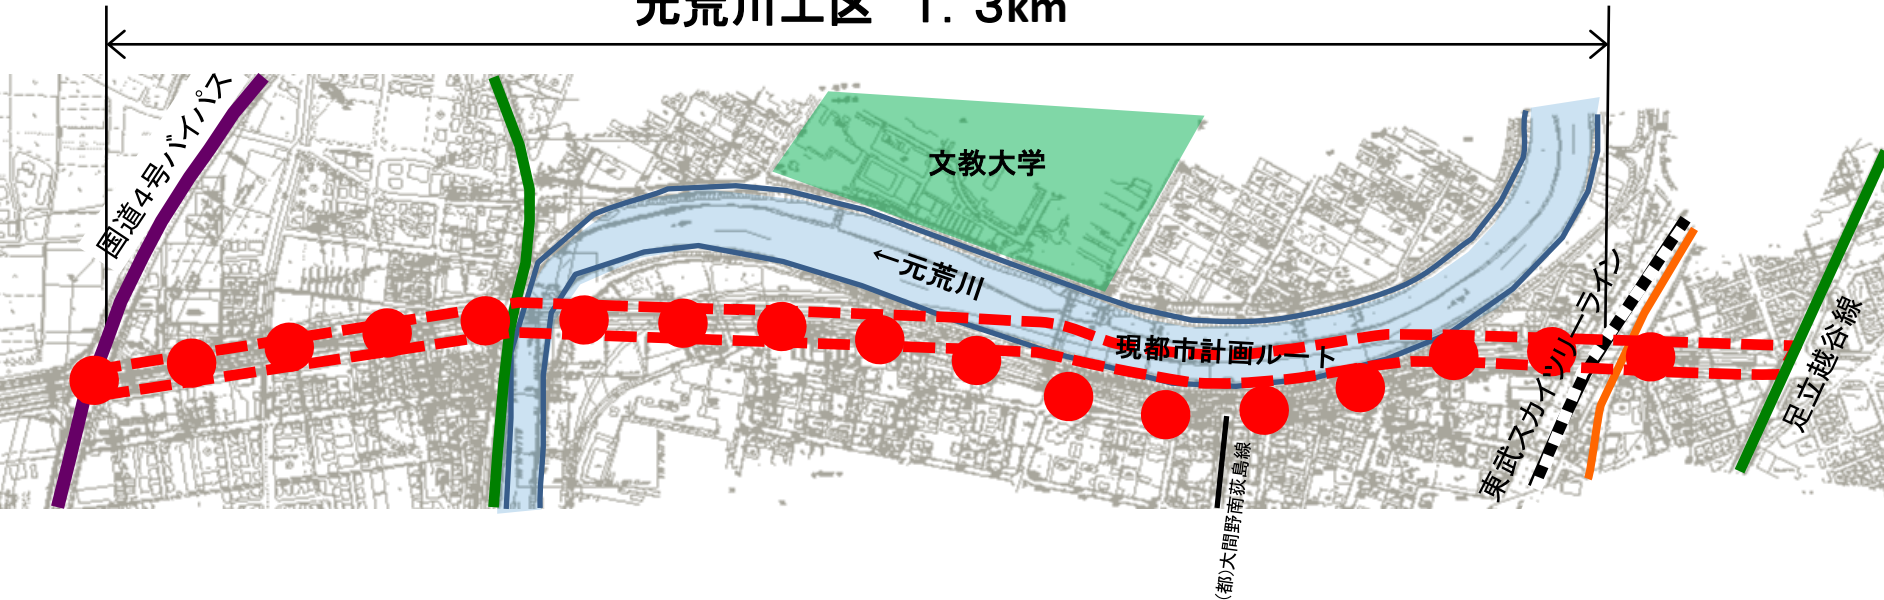 元荒川工区 1.3km
国道4号バイパス
文教大学
←元荒川
現都市計画ルート
東武スカイツリーライン
足立越谷線
(都)大間野南荻島線